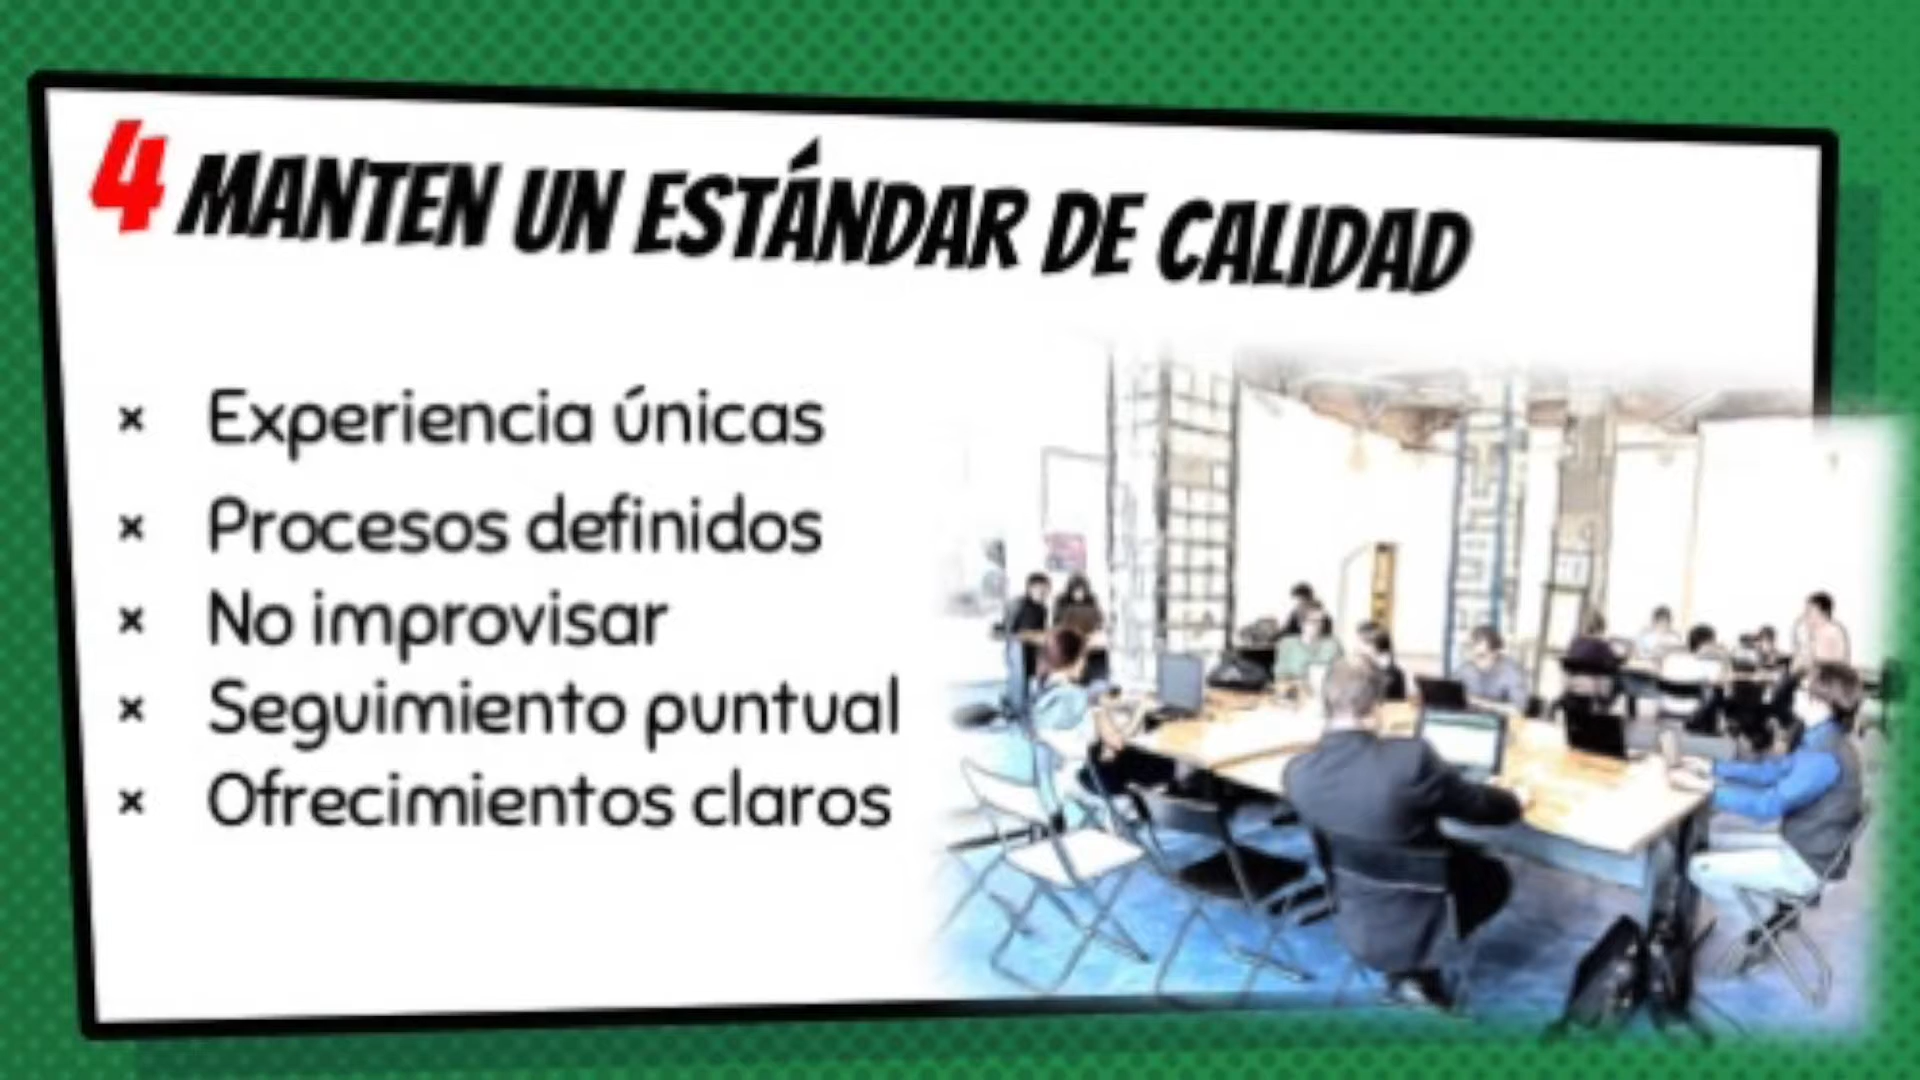 4 MANTEN UN ESTÁNDAR DE CALIDAD
× Experiencia únicas
× Procesos definidos
× No improvisar
× Seguimiento puntual
× Ofrecimientos claros